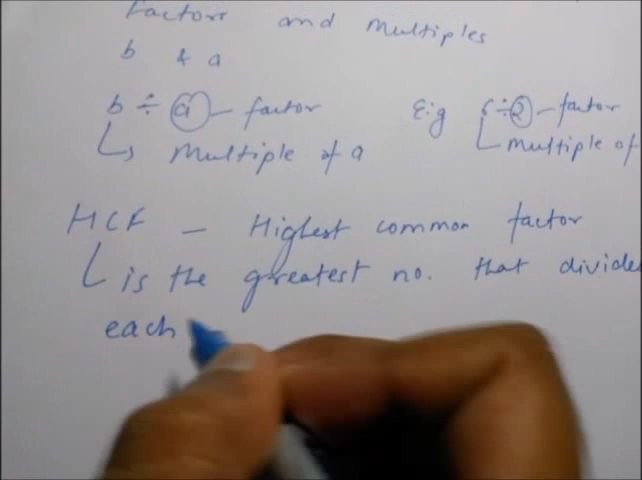 Factors and Multiples
b & a
b ÷ a – factor E.g 6÷2 – factor
Multiple of a Multiple of
HCF – Highest common factor
is the greatest no. that divide
each